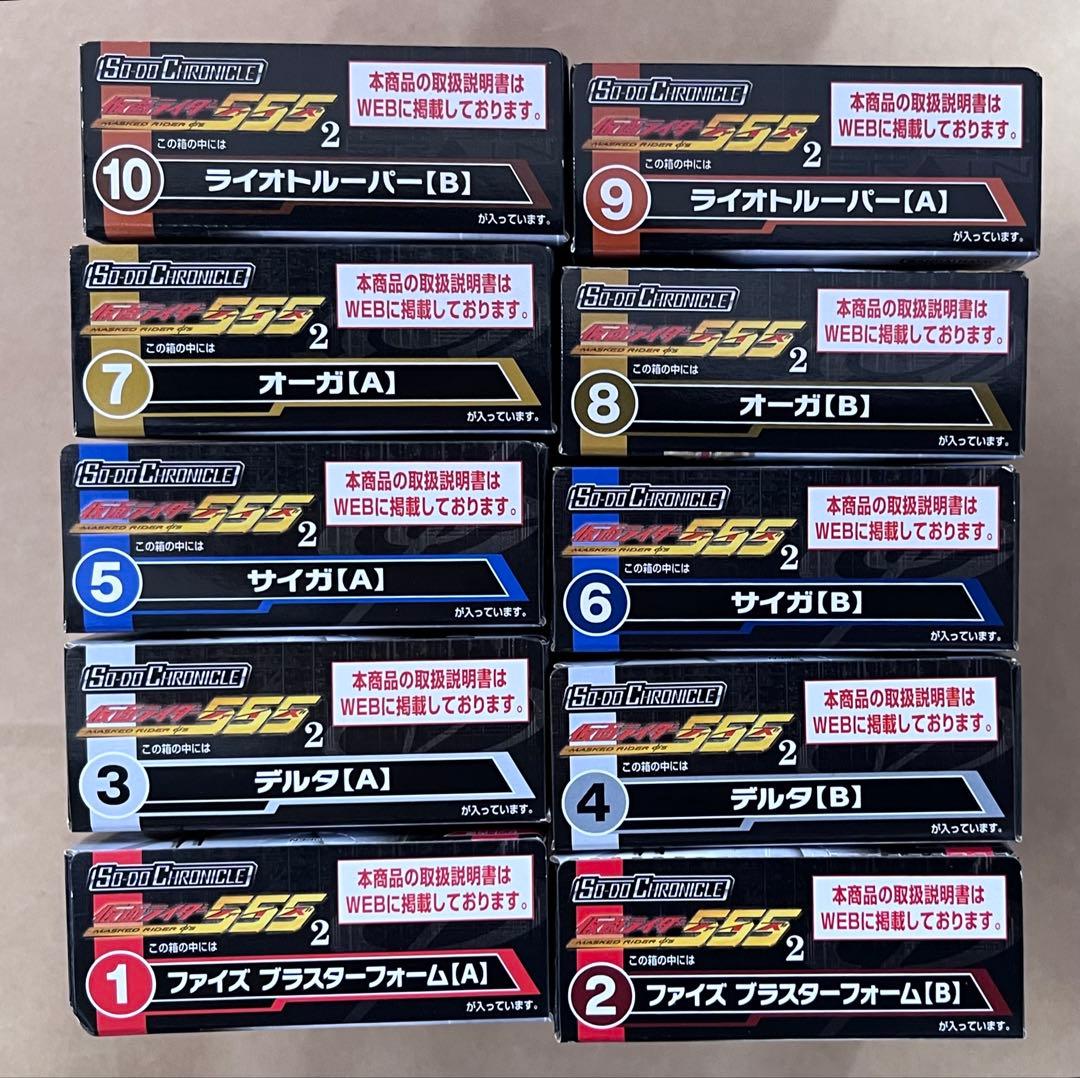 SO-DO CHRONICLE
仮面ライダー555 2
MASKED RIDER φ's
本商品の取扱説明書は
WEBに掲載しております。
この箱の中には
10 ライオトルーパー【B】
が入っています。
SO-DO CHRONICLE
仮面ライダー555 2
MASKED RIDER φ's
本商品の取扱説明書は
WEBに掲載しております。
この箱の中には
9 ライオトルーパー【A】
が入っています。
SO-DO CHRONICLE
仮面ライダー555 2
MASKED RIDER φ's
本商品の取扱説明書は
WEBに掲載しております。
この箱の中には
7 オーガ【A】
が入っています。
SO-DO CHRONICLE
仮面ライダー555 2
MASKED RIDER φ's
本商品の取扱説明書は
WEBに掲載しております。
この箱の中には
8 オーガ【B】
が入っています。
SO-DO CHRONICLE
仮面ライダー555 2
MASKED RIDER φ's
本商品の取扱説明書は
WEBに掲載しております。
この箱の中には
5 サイガ【A】
が入っています。
SO-DO CHRONICLE
仮面ライダー555 2
MASKED RIDER φ's
本商品の取扱説明書は
WEBに掲載しております。
この箱の中には
6 サイガ【B】
が入っています。
SO-DO CHRONICLE
仮面ライダー555 2
MASKED RIDER φ's
本商品の取扱説明書は
WEBに掲載しております。
この箱の中には
3 デルタ【A】
が入っています。
SO-DO CHRONICLE
仮面ライダー555 2
MASKED RIDER φ's
本商品の取扱説明書は
WEBに掲載しております。
この箱の中には
4 デルタ【B】
が入っています。
SO-DO CHRONICLE
仮面ライダー555 2
MASKED RIDER φ's
本商品の取扱説明書は
WEBに掲載しております。
この箱の中には
1 ファイズ ブラスターフォーム【A】
が入っています。
SO-DO CHRONICLE
仮面ライダー555 2
MASKED RIDER φ's
本商品の取扱説明書は
WEBに掲載しております。
この箱の中には
2 ファイズ ブラスターフォーム【B】
が入っています。